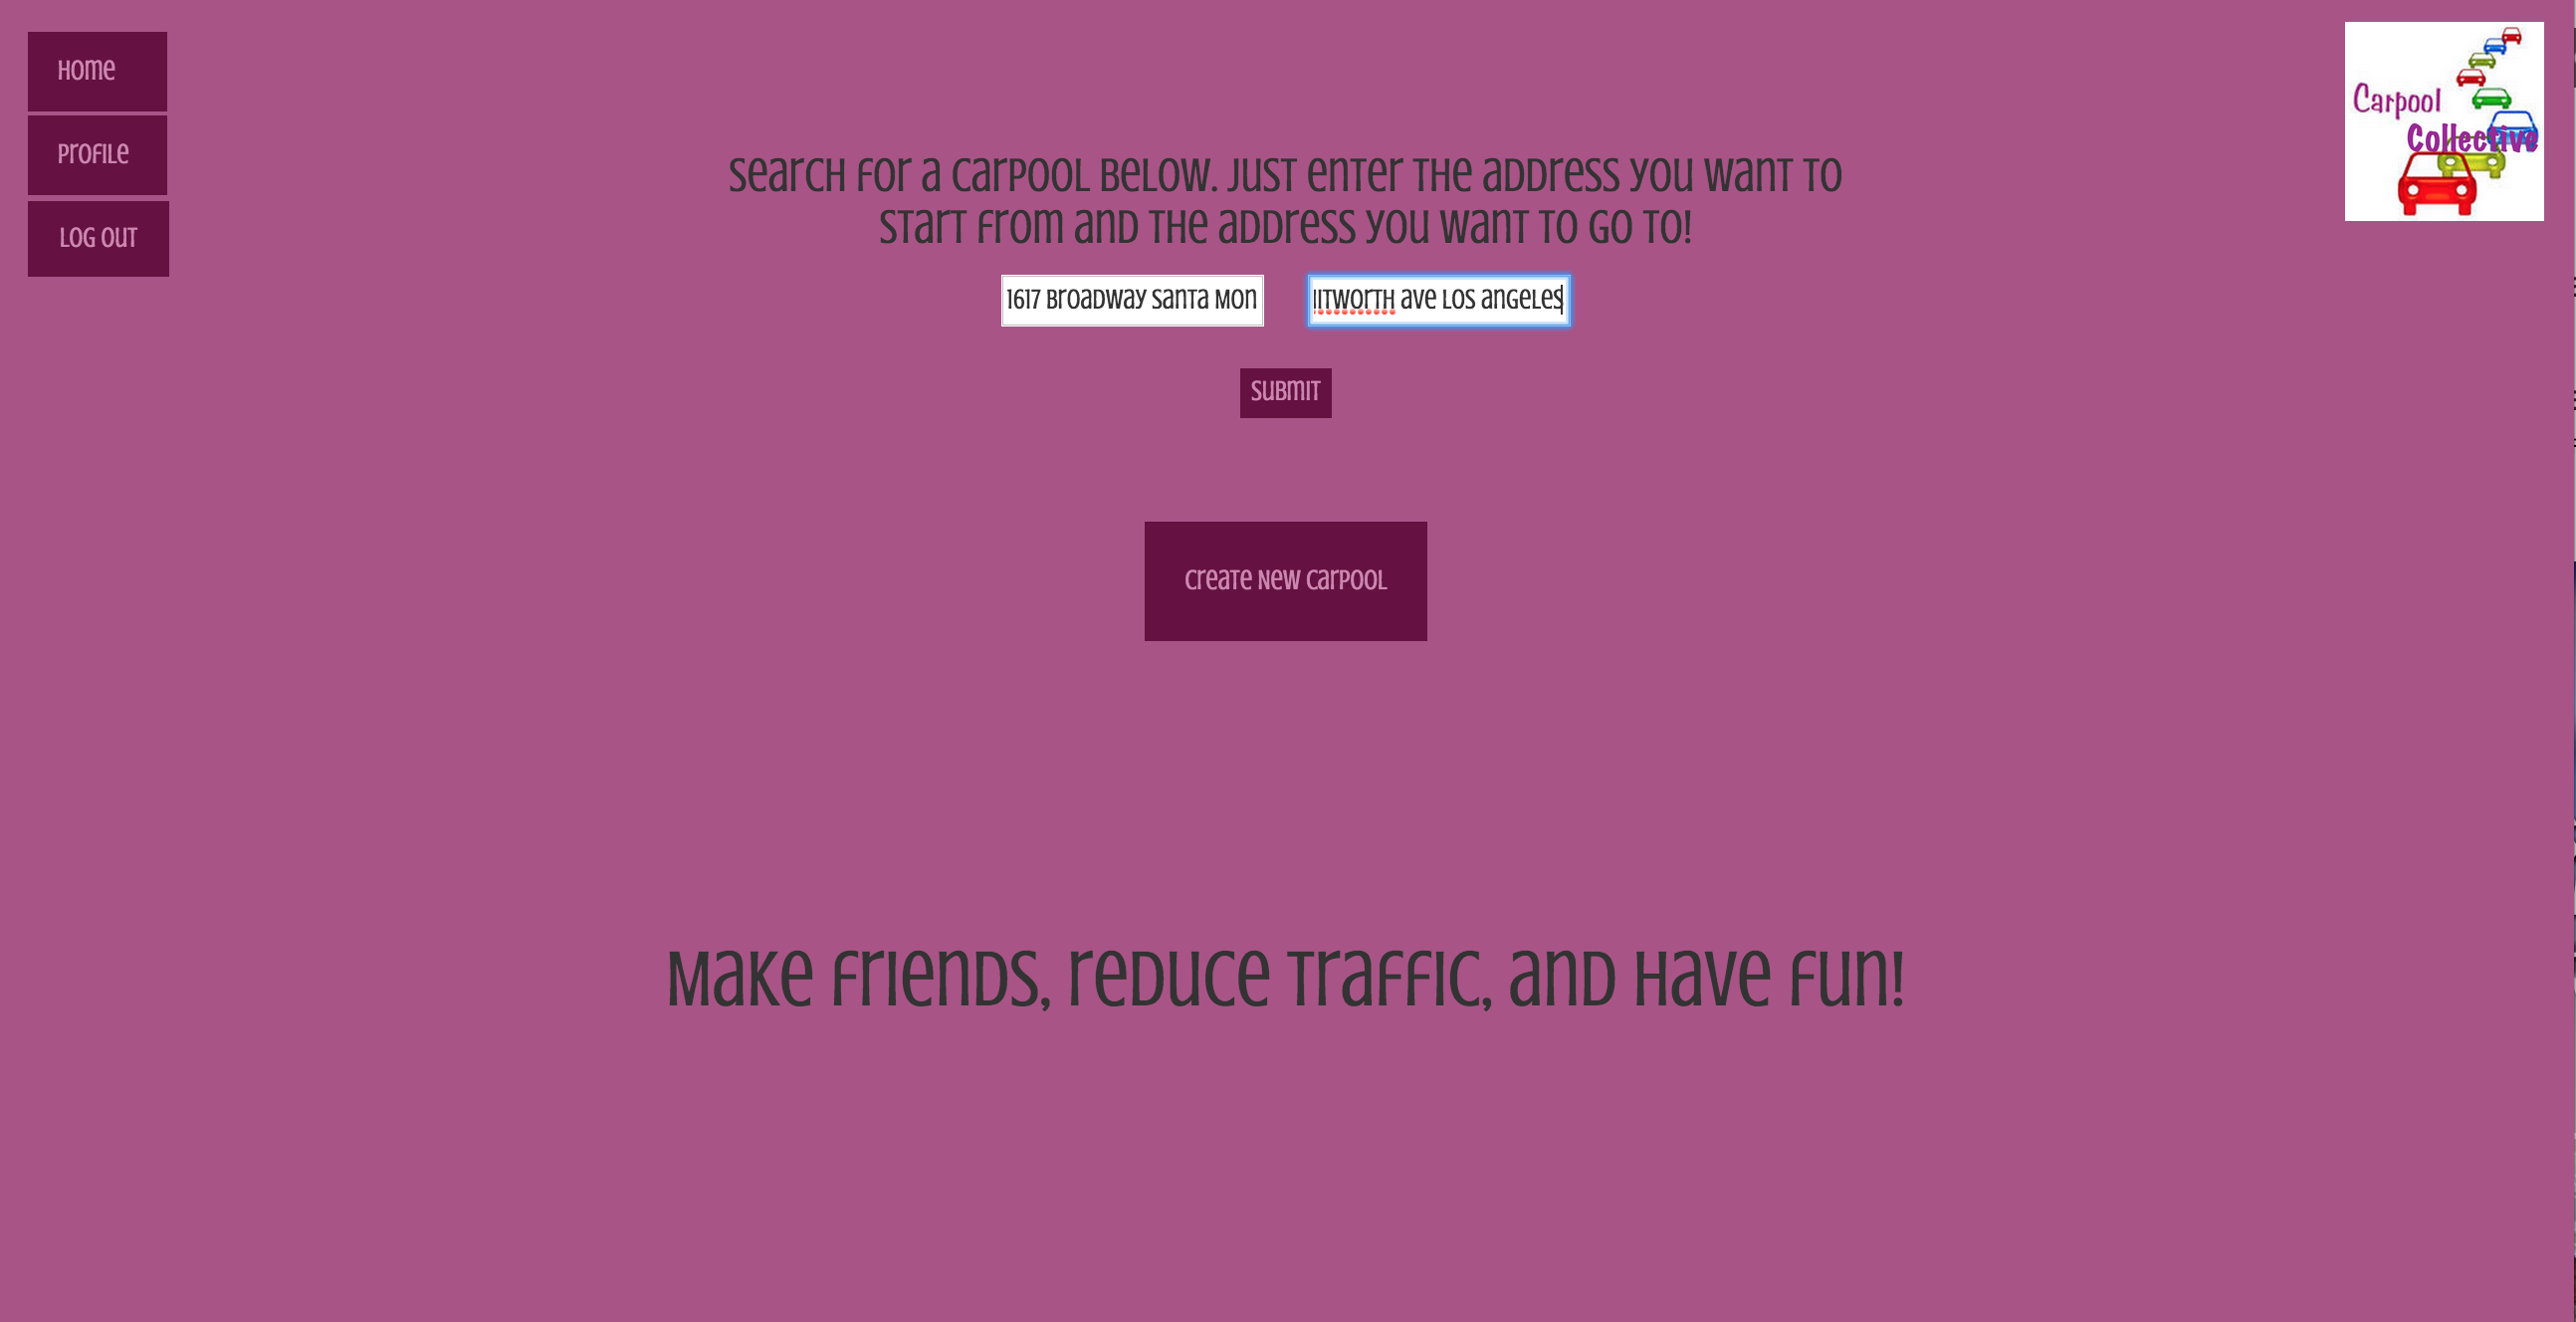 Home
Profile
Log Out
Carpool
Collective
Search for a carpool below. Just enter the address you want to
start from and the address you want to go to!
1617 Broadway Santa Mon
ave los angeles
Submit
Create New Carpool
Make friends, reduce traffic, and have fun!